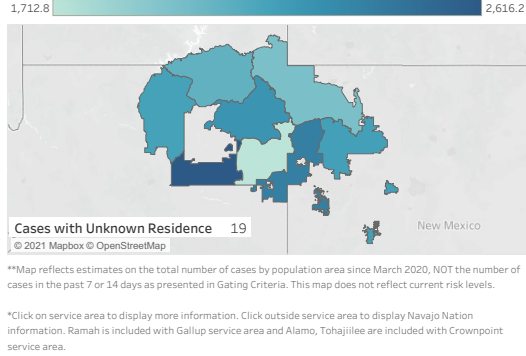 1,712.8 2,616.2
Cases with Unknown Residence 19
New Mexico
© 2021 Mapbox © OpenStreetMap
**Map reflects estimates on the total number of cases by population area since March 2020, NOT the number of
cases in the past 7 or 14 days as presented in Gating Criteria. This map does not reflect current risk levels.
*Click on service area to display more information. Click outside service area to display Navajo Nation
information. Ramah is included with Gallup service area and Alamo, Tohajiilee are included with Crownpoint
service area.